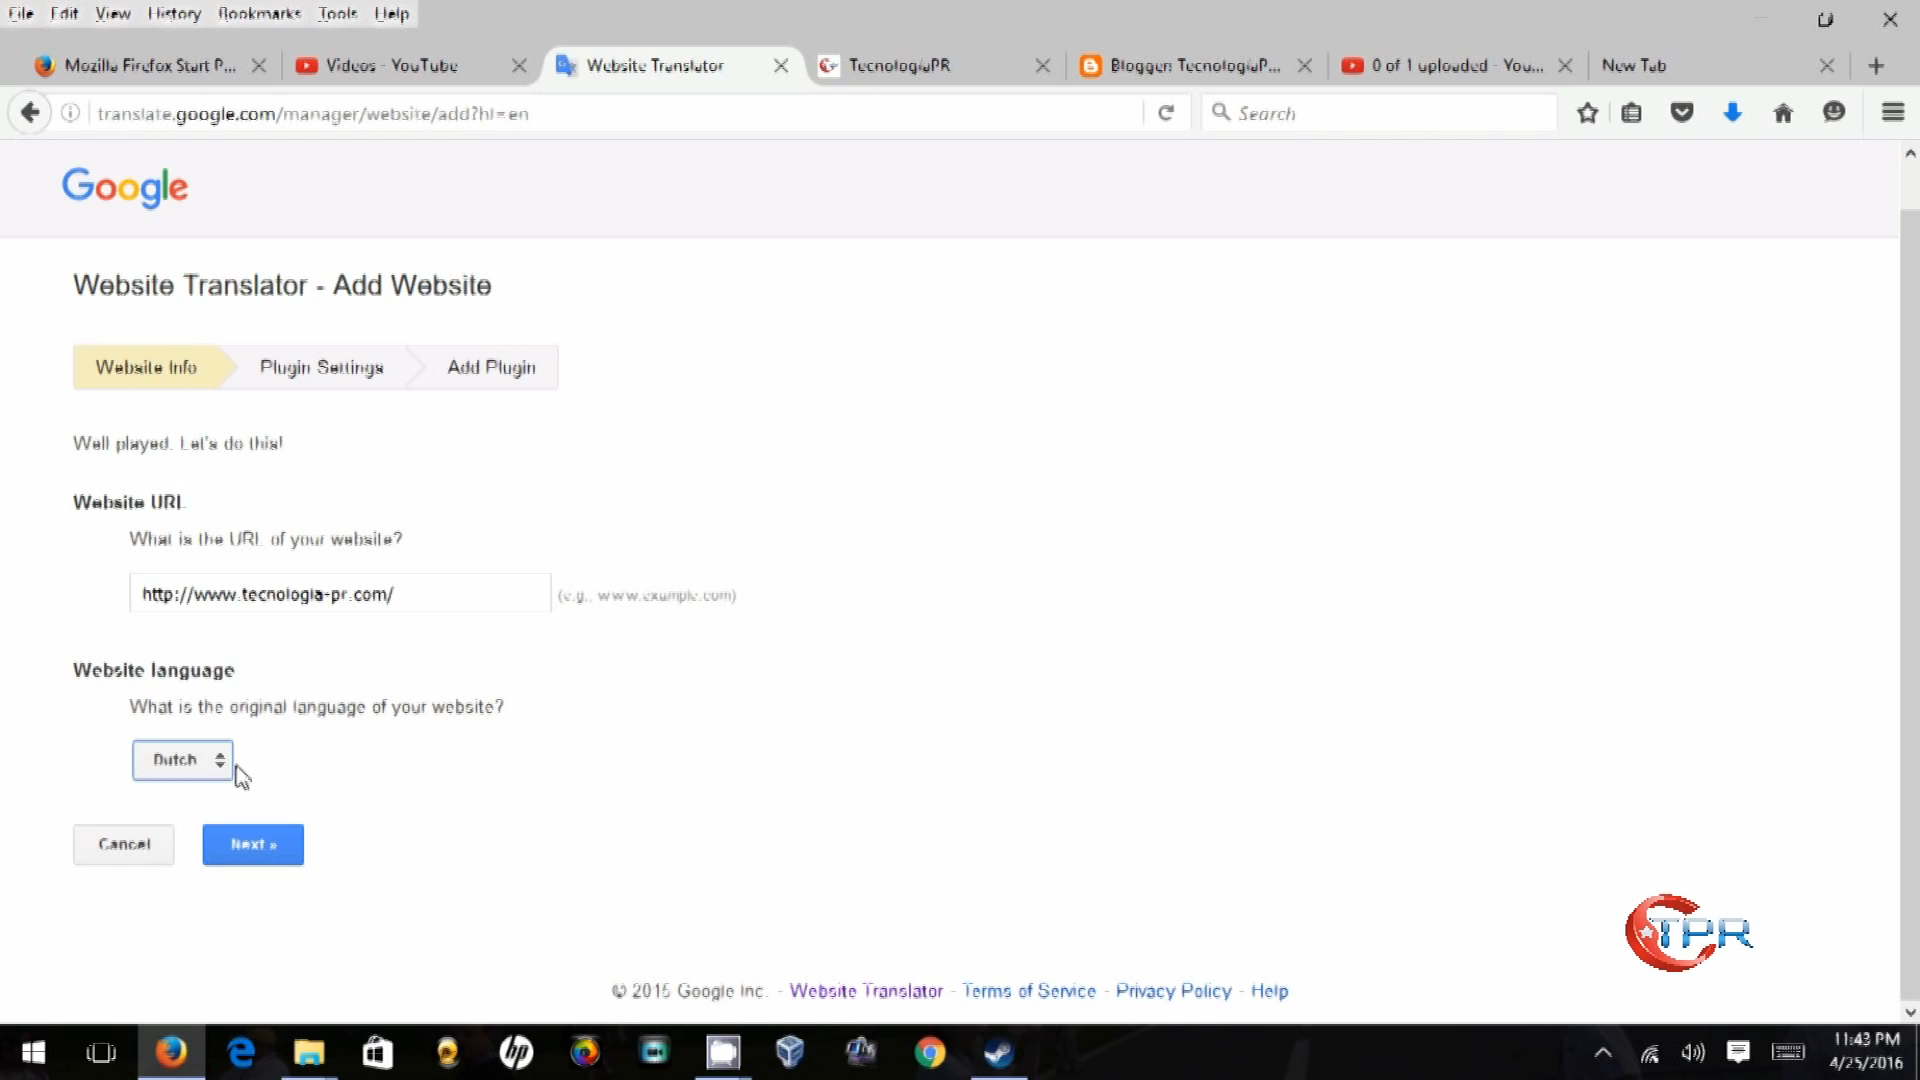 File Edit View History Bookmarks Tools Help
Mozilla Firefox Start P... Videos - YouTube Website Translator TecnologiaPR Blogger: TecnologiaP... 0 of 1 uploaded - You... New Tab
translate.google.com/manager/website/add?hl=en Search
Google
Website Translator - Add Website
Website Info Plugin Settings Add Plugin
Well played. Let's do this!
Website URL
What is the URL of your website?
http://www.tecnologia-pr.com/ (e.g., www.example.com)
Website language
What is the original language of your website?
Dutch
Cancel Next »
TPR
© 2015 Google Inc. - Website Translator - Terms of Service - Privacy Policy - Help
hp
11:43 PM
4/25/2016